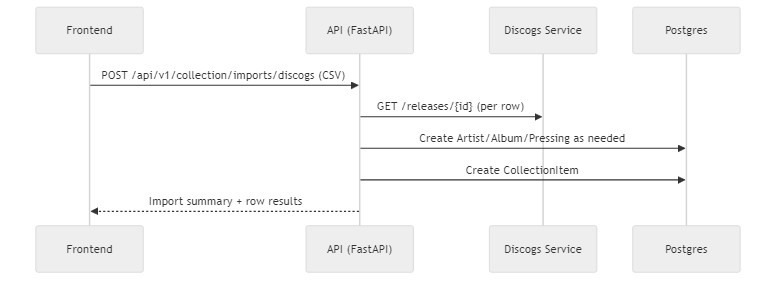 Frontend
API (FastAPI)
Discogs Service
Postgres
POST /api/v1/collection/imports/discogs (CSV)
GET /releases/{id} (per row)
Create Artist/Album/Pressing as needed
Create CollectionItem
Import summary + row results
Frontend
API (FastAPI)
Discogs Service
Postgres